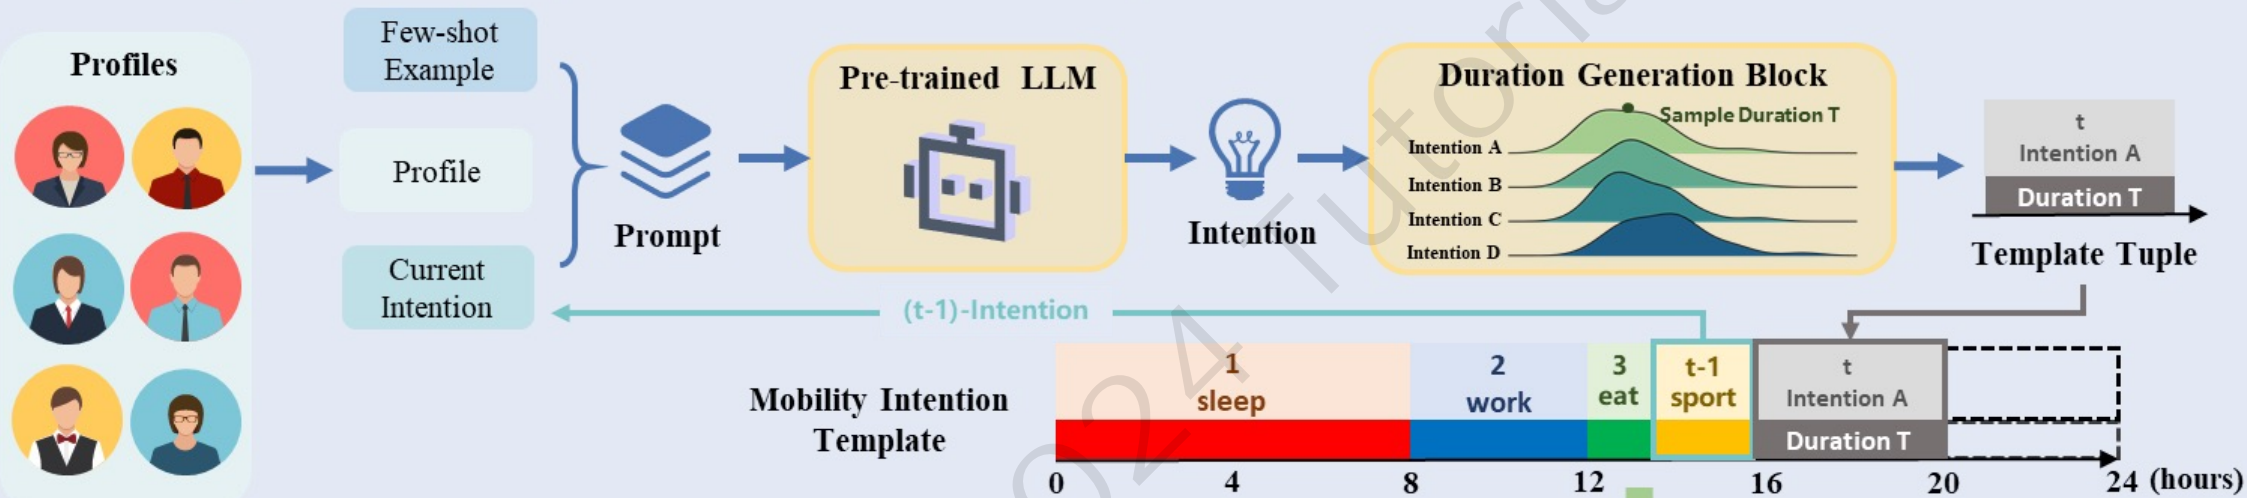 Profiles
Few-shot
Example
Profile
Current
Intention
Prompt
Pre-trained LLM
Intention
Duration Generation Block
Sample Duration T
Intention A
Intention B
Intention C
Intention D
t
Intention A
Duration T
Template Tuple
(t-1)-Intention
Mobility Intention
Template
1
sleep
2
work
3
eat
t-1
sport
t
Intention A
Duration T
0 4 8 12 16 20 24 (hours)
024 Tutoria